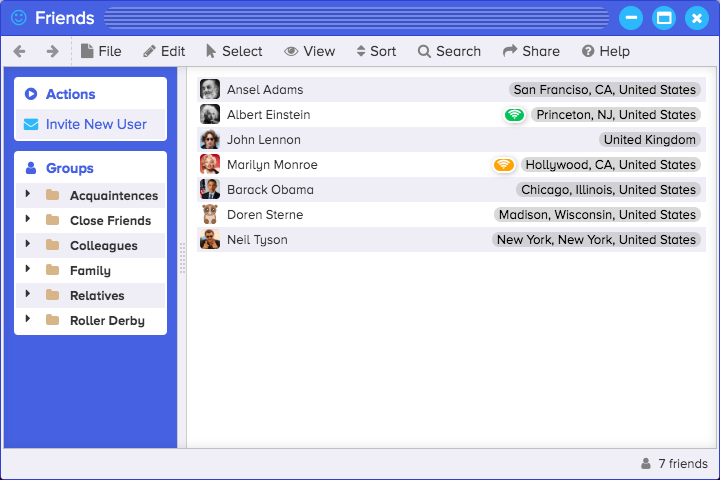 Friends
File Edit Select View Sort Search Share Help
Actions
Invite New User
Groups
Acquaintences
Close Friends
Colleagues
Family
Relatives
Roller Derby
Ansel Adams San Franciso, CA, United States
Albert Einstein Princeton, NJ, United States
John Lennon United Kingdom
Marilyn Monroe Hollywood, CA, United States
Barack Obama Chicago, Illinois, United States
Doren Sterne Madison, Wisconsin, United States
Neil Tyson New York, New York, United States
7 friends